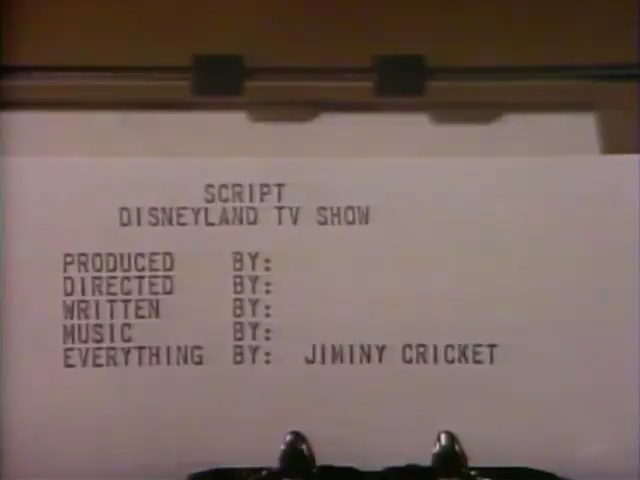 SCRIPT
DISNEYLAND TV SHOW
PRODUCED BY:
DIRECTED BY:
WRITTEN BY:
MUSIC BY:
EVERYTHING BY: JIMINY CRICKET